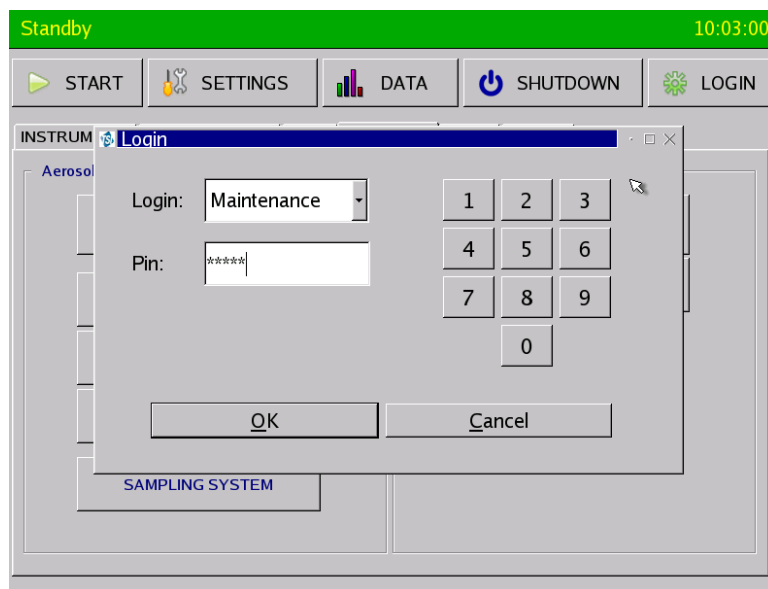 Standby 10:03:00
START SETTINGS DATA SHUTDOWN LOGIN
INSTRUM
Login
Aerosol
Login: Maintenance
Pin: *****
1 2 3
4 5 6
7 8 9
0
OK Cancel
SAMPLING SYSTEM